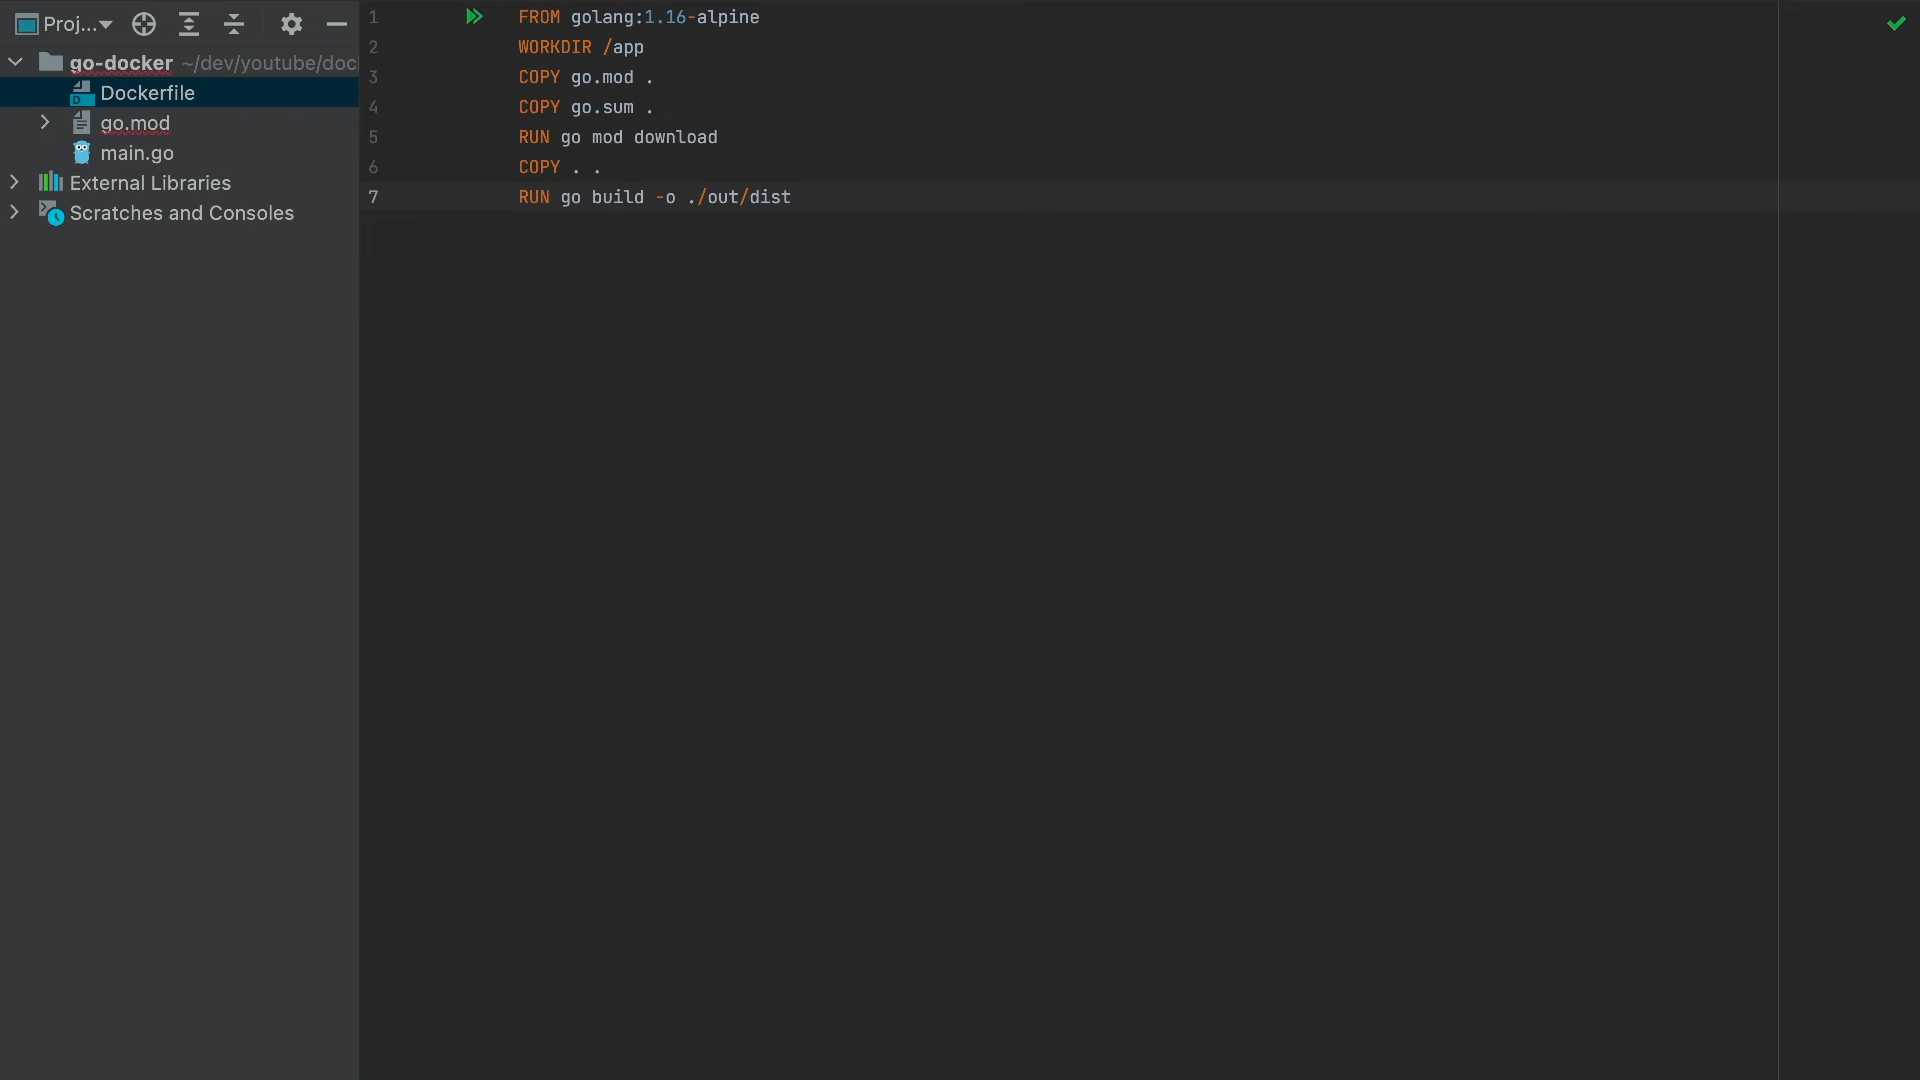 Proj...
go-docker ~/dev/youtube/doc
Dockerfile
go.mod
main.go
External Libraries
Scratches and Consoles
1 FROM golang:1.16-alpine
2 WORKDIR /app
3 COPY go.mod .
4 COPY go.sum .
5 RUN go mod download
6 COPY . .
7 RUN go build -o ./out/dist